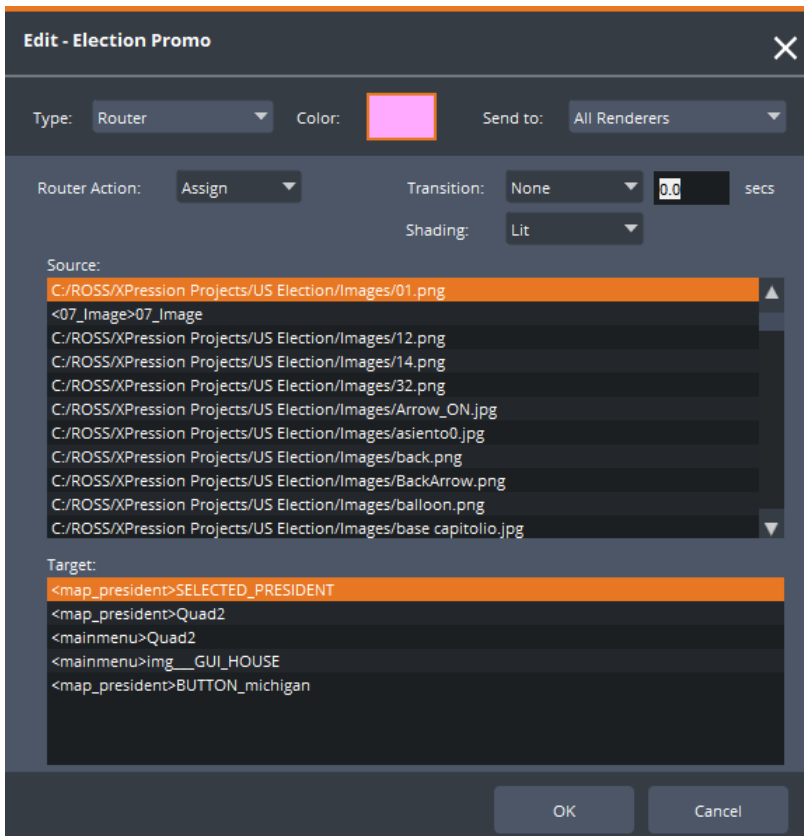 Edit - Election Promo
Type: Router Color: Send to: All Renderers
Router Action: Assign Transition: None 0.0 secs
Shading: Lit
Source:
C:/ROSS/XPression Projects/US Election/Images/01.png
<07_Image>07_Image
C:/ROSS/XPression Projects/US Election/Images/12.png
C:/ROSS/XPression Projects/US Election/Images/14.png
C:/ROSS/XPression Projects/US Election/Images/32.png
C:/ROSS/XPression Projects/US Election/Images/Arrow_ON.jpg
C:/ROSS/XPression Projects/US Election/Images/asiento0.jpg
C:/ROSS/XPression Projects/US Election/Images/back.png
C:/ROSS/XPression Projects/US Election/Images/BackArrow.png
C:/ROSS/XPression Projects/US Election/Images/balloon.png
C:/ROSS/XPression Projects/US Election/Images/base capitolio.jpg
Target:
<map_president>SELECTED_PRESIDENT
<map_president>Quad2
<mainmenu>Quad2
<mainmenu>img___GUI_HOUSE
<map_president>BUTTON_michigan
OK Cancel